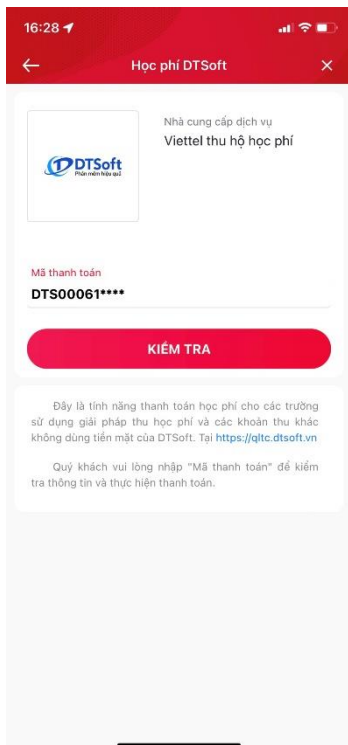 16:28
Học phí DTSoft
Nhà cung cấp dịch vụ
Viettel thu hộ học phí
DTSoft
Phần mềm hiệu quả
Mã thanh toán
DTS00061****
KIỂM TRA
Đây là tính năng thanh toán học phí cho các trường
sử dụng giải pháp thu học phí và các khoản thu khác
không dùng tiền mặt của DTSoft. Tại https://qltc.dtsoft.vn
Quý khách vui lòng nhập "Mã thanh toán" để kiểm
tra thông tin và thực hiện thanh toán.